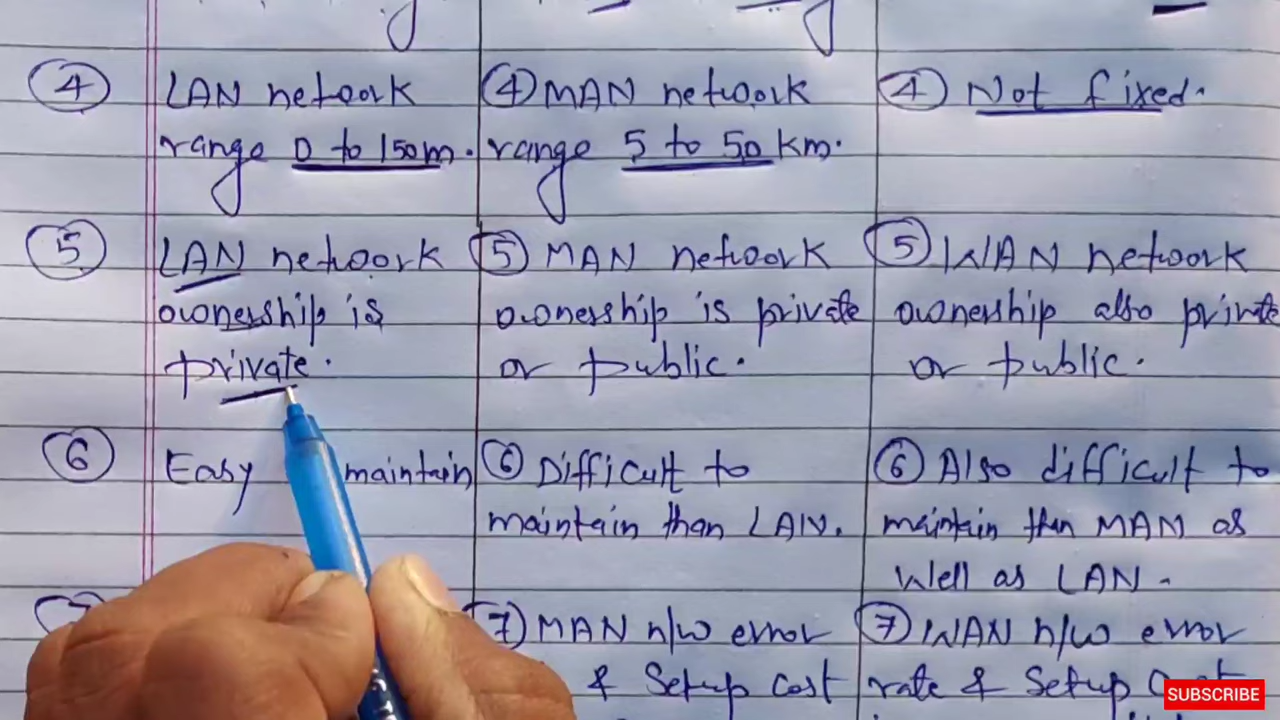 ④ LAN network
range 0 to 150m.
④ MAN network
range 5 to 50 km.
④ Not fixed.
⑤ LAN network
ownership is
private.
⑤ MAN network
ownership is private
or public.
⑤ WAN network
ownership also private
or public.
⑥ Easy maintain
⑥ Difficult to
maintain than LAN.
⑥ Also difficult to
maintain than MAN as
well as LAN.
⑦ MAN n/w error
& Setup cost
⑦ WAN n/w error
rate & Setup Cost
SUBSCRIBE